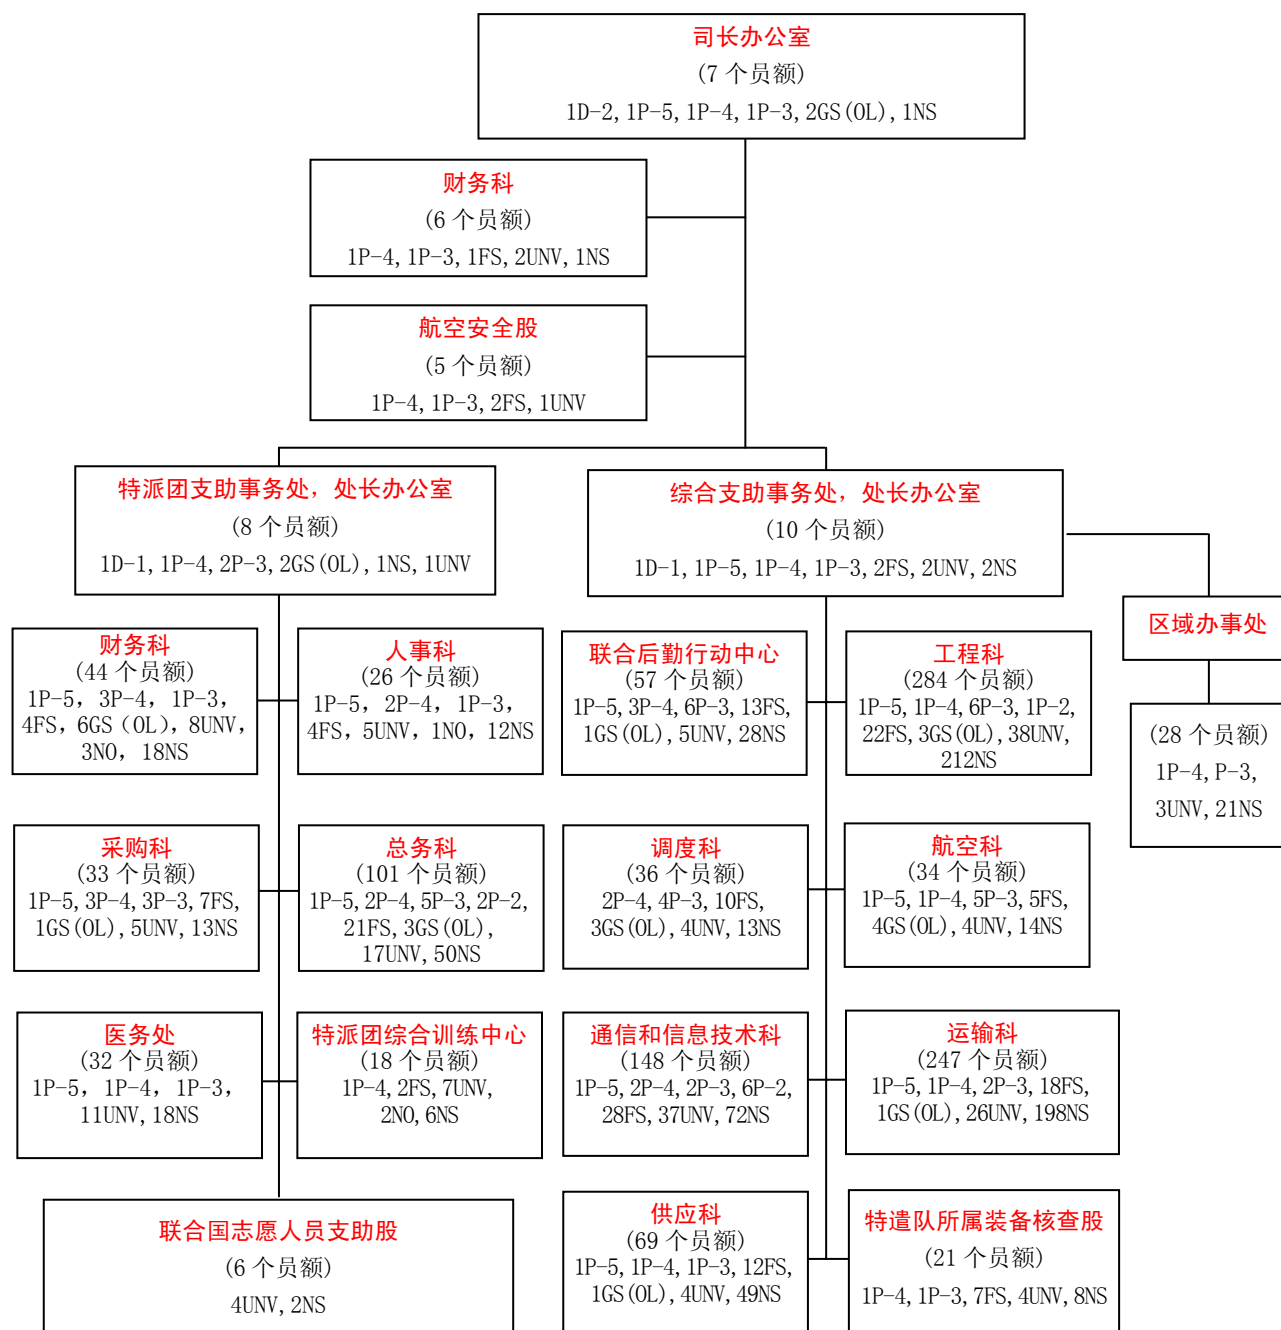 司长办公室
(7 个员额)
1D-2, 1P-5, 1P-4, 1P-3, 2GS(OL), 1NS
财务科
(6 个员额)
1P-4, 1P-3, 1FS, 2UNV, 1NS
航空安全股
(5 个员额)
1P-4, 1P-3, 2FS, 1UNV
特派团支助事务处，处长办公室
(8 个员额)
1D-1, 1P-4, 2P-3, 2GS(OL), 1NS, 1UNV
综合支助事务处，处长办公室
(10 个员额)
1D-1, 1P-5, 1P-4, 1P-3, 2FS, 2UNV, 2NS
区域办事处
(28 个员额)
1P-4, P-3,
3UNV, 21NS
财务科
(44 个员额)
1P-5， 3P-4， 1P-3，
4FS，6GS（OL），8UNV，
3NO， 18NS
人事科
(26 个员额)
1P-5， 2P-4， 1P-3，
4FS，5UNV，1NO，12NS
联合后勤行动中心
(57 个员额)
1P-5, 3P-4, 6P-3, 13FS,
1GS(OL), 5UNV, 28NS
工程科
(284 个员额)
1P-5, 1P-4, 6P-3, 1P-2,
22FS, 3GS(OL), 38UNV,
212NS
采购科
(33 个员额)
1P-5, 3P-4, 3P-3, 7FS,
1GS(OL), 5UNV, 13NS
总务科
(101 个员额)
1P-5, 2P-4, 5P-3, 2P-2,
21FS, 3GS(OL),
17UNV, 50NS
调度科
(36 个员额)
2P-4, 4P-3, 10FS,
3GS(OL), 4UNV, 13NS
航空科
(34 个员额)
1P-5, 1P-4, 5P-3, 5FS,
4GS(OL), 4UNV, 14NS
医务处
(32 个员额)
1P-5， 1P-4， 1P-3，
11UNV, 18NS
特派团综合训练中心
(18 个员额)
1P-4, 2FS, 7UNV,
2NO, 6NS
通信和信息技术科
(148 个员额)
1P-5, 2P-4, 2P-3, 6P-2,
28FS, 37UNV, 72NS
运输科
(247 个员额)
1P-5, 1P-4, 2P-3, 18FS,
1GS(OL), 26UNV, 198NS
联合国志愿人员支助股
(6 个员额)
4UNV, 2NS
供应科
(69 个员额)
1P-5, 1P-4, 1P-3, 12FS,
1GS(OL), 4UNV, 49NS
特遣队所属装备核查股
(21 个员额)
1P-4, 1P-3, 7FS, 4UNV, 8NS